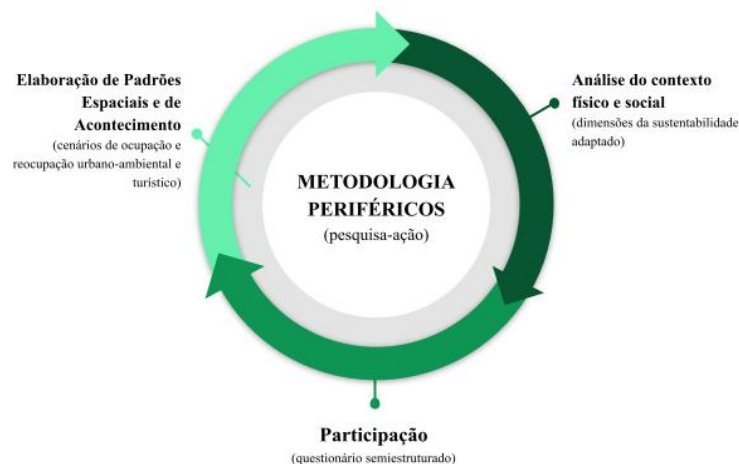 Elaboração de Padrões
Espaciais e de
Acontecimento
(cenários de ocupação e
reocupação urbano-ambiental e
turístico)
METODOLOGIA
PERIFÉRICOS
(pesquisa-ação)
Análise do contexto
físico e social
(dimensões da sustentabilidade
adaptado)
Participação
(questionário semiestruturado)